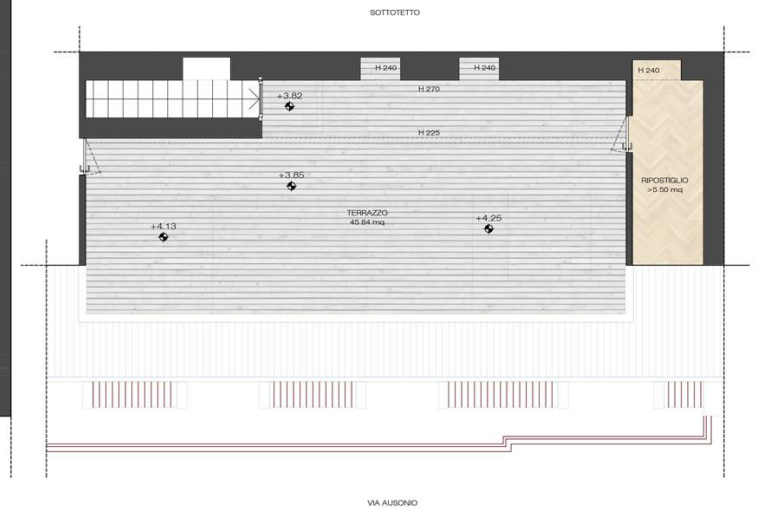 SOTTOTETTO
H 240
H 240
H 240
H 270
+3.82
H 225
+3.85
RIPOSTIGLIO
>5.50 mq
TERRAZZO
45.84 mq
+4.13
+4.25
VIA AUSONIO